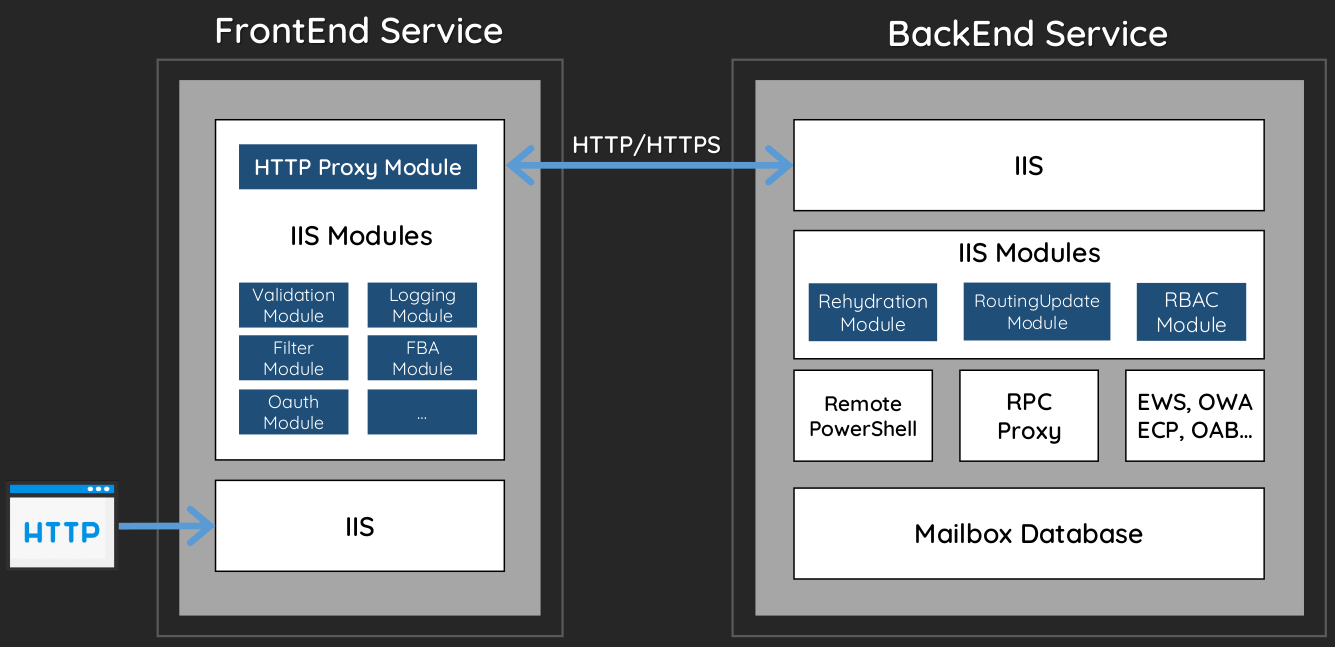 FrontEnd Service
BackEnd Service
HTTP Proxy Module
IIS Modules
Validation
Module
Logging
Module
Filter
Module
FBA
Module
Oauth
Module
...
IIS
HTTP
HTTP/HTTPS
IIS
IIS Modules
Rehydration
Module
RoutingUpdate
Module
RBAC
Module
Remote
PowerShell
RPC
Proxy
EWS, OWA
ECP, OAB...
Mailbox Database